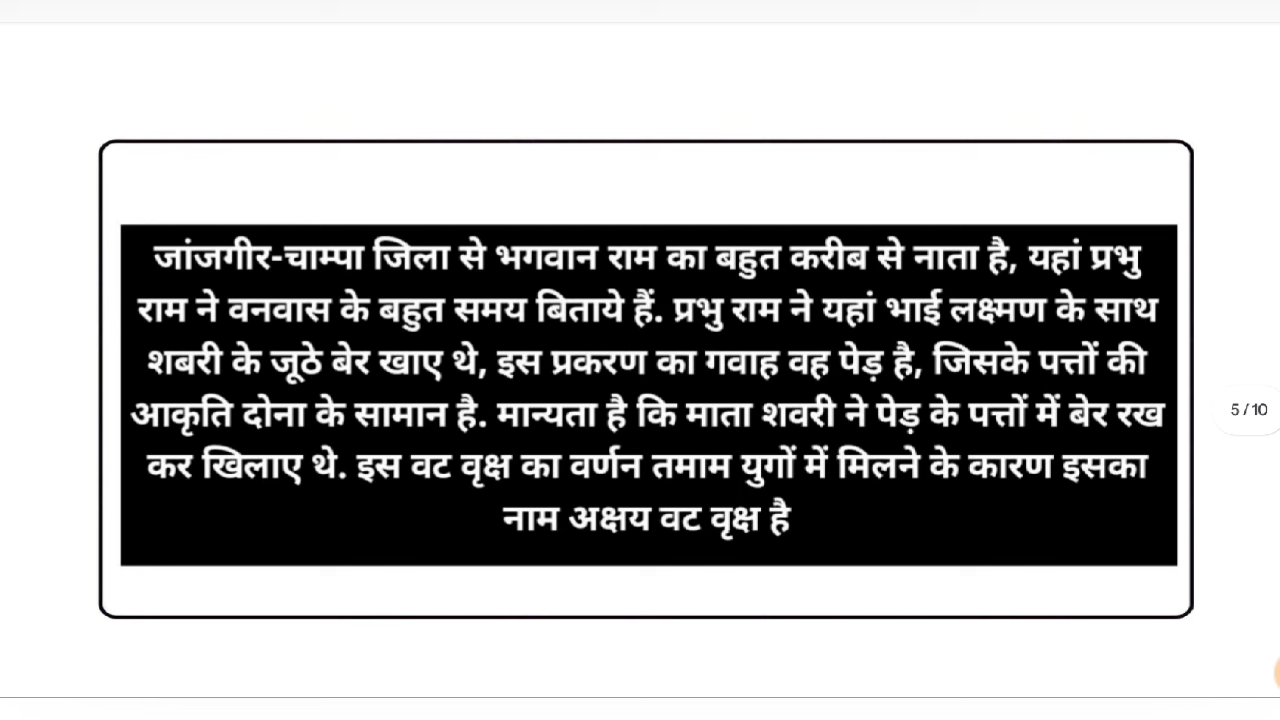 जांजगीर-चाम्पा जिला से भगवान राम का बहुत करीब से नाता है, यहां प्रभु
राम ने वनवास के बहुत समय बिताये हैं. प्रभु राम ने यहां भाई लक्ष्मण के साथ
शबरी के जूठे बेर खाए थे, इस प्रकरण का गवाह वह पेड़ है, जिसके पत्तों की
आकृति दोना के सामान है. मान्यता है कि माता शवरी ने पेड़ के पत्तों में बेर रख
कर खिलाए थे. इस वट वृक्ष का वर्णन तमाम युगों में मिलने के कारण इसका
नाम अक्षय वट वृक्ष है
5 / 10